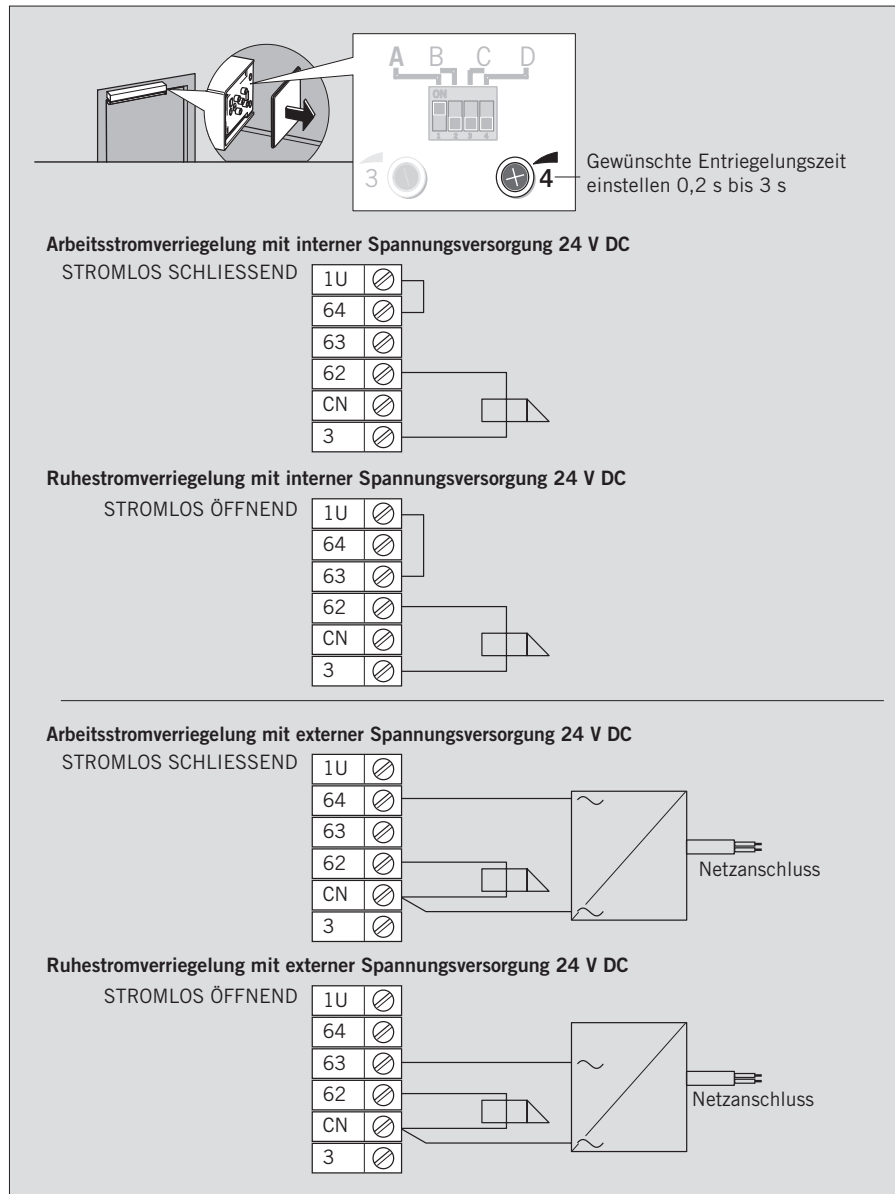 A B C D
ON
1 2 3 4
3
4
Gewünschte Entriegelungszeit
einstellen 0,2 s bis 3 s
Arbeitsstromverriegelung mit interner Spannungsversorgung 24 V DC
STROMLOS SCHLIESSEND
1U
64
63
62
CN
3
Ruhestromverriegelung mit interner Spannungsversorgung 24 V DC
STROMLOS ÖFFNEND
1U
64
63
62
CN
3
Arbeitsstromverriegelung mit externer Spannungsversorgung 24 V DC
STROMLOS SCHLIESSEND
1U
64
63
62
CN
3
Netzanschluss
Ruhestromverriegelung mit externer Spannungsversorgung 24 V DC
STROMLOS ÖFFNEND
1U
64
63
62
CN
3
Netzanschluss